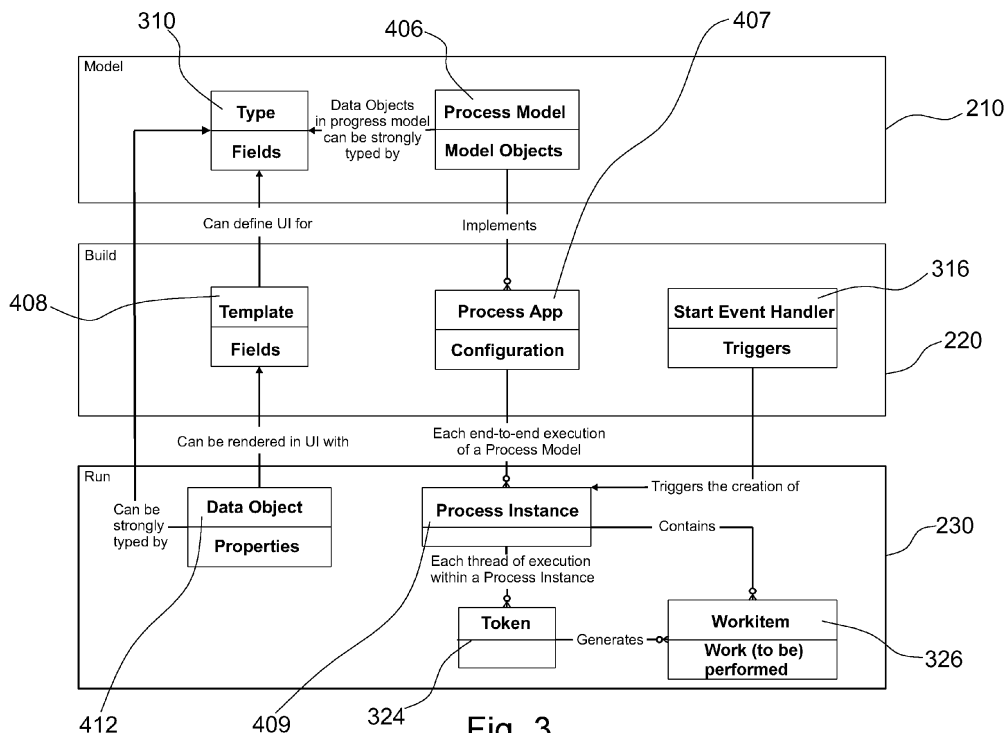 310
406
407
Model
Type
Fields
Data Objects
in progress model
can be strongly
typed by
Process Model
Model Objects
210
Can define UI for
Implements
Build
408
Template
Fields
Process App
Configuration
Start Event Handler
Triggers
316
220
Can be rendered in UI with
Each end-to-end execution
of a Process Model
Run
Can be
strongly
typed by
Data Object
Properties
Process Instance
Triggers the creation of
Contains
230
Each thread of execution
within a Process Instance
Token
Generates
Workitem
Work (to be)
performed
326
412
409
324
Fig. 3